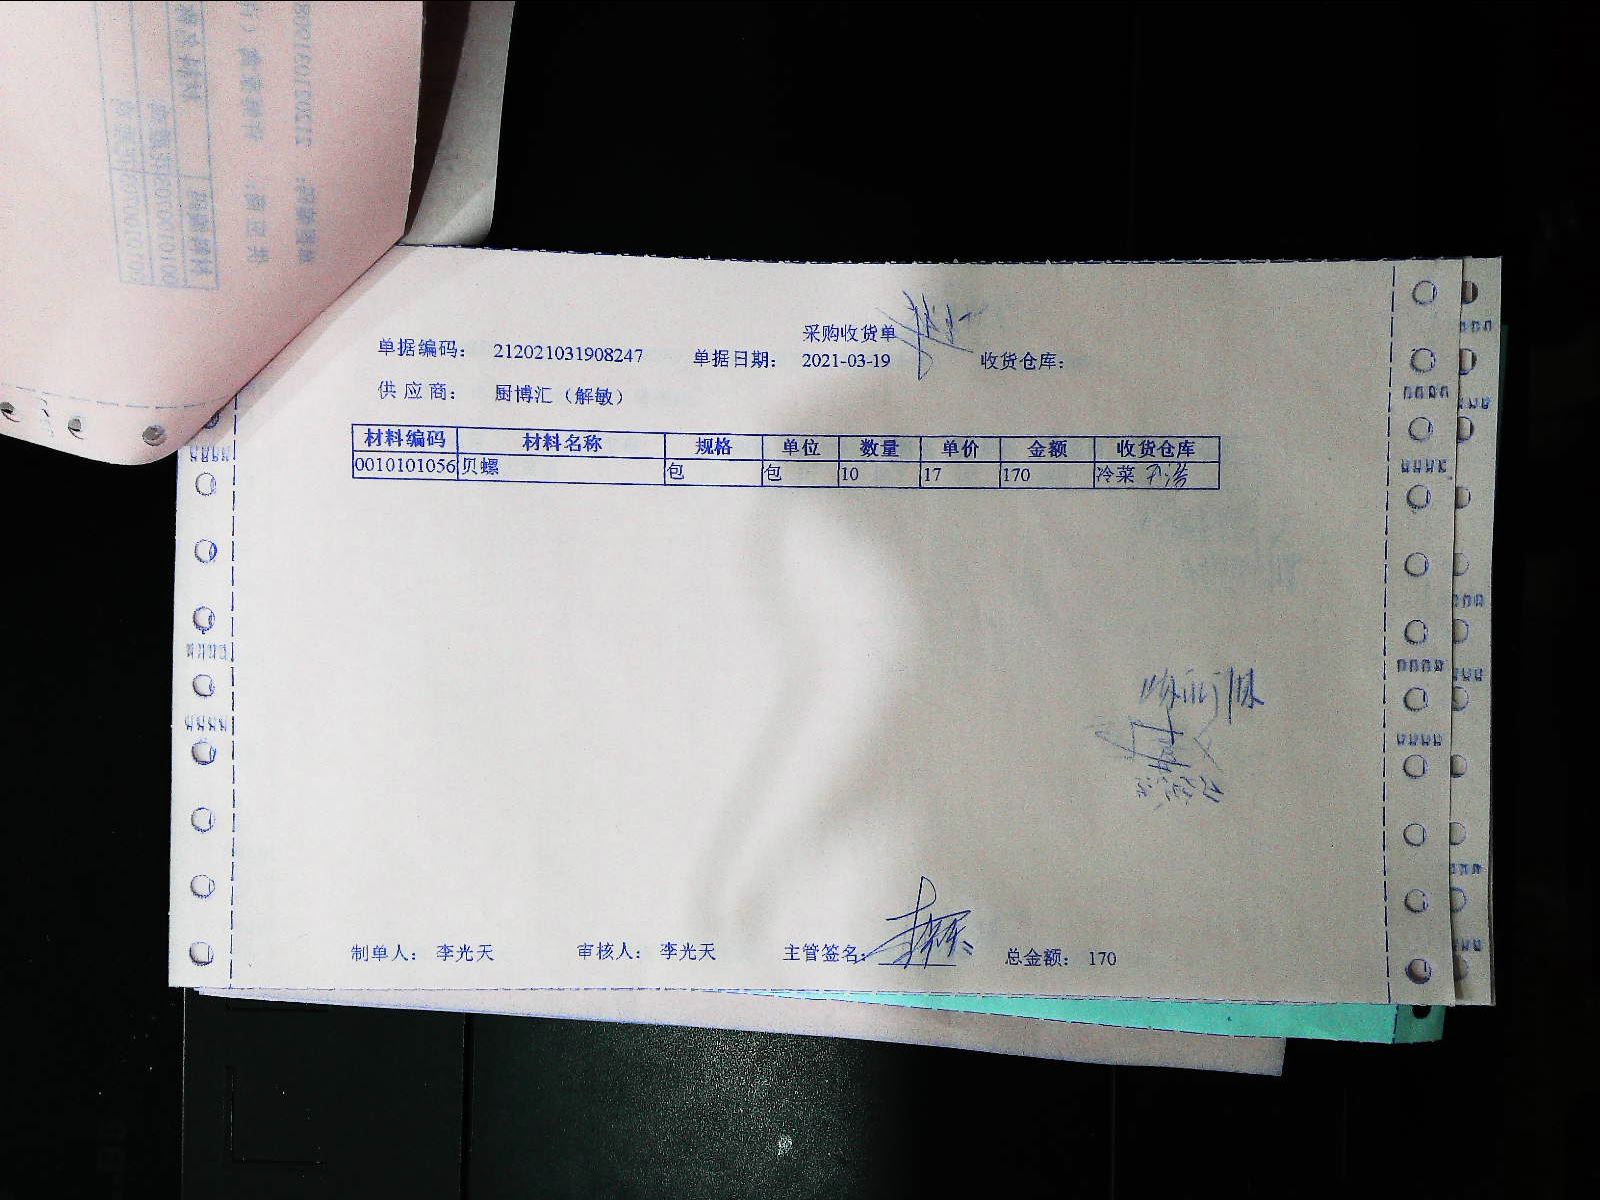 采购收货单
单据编码： 212021031908247 单据日期： 2021-03-19 收货仓库：
供应商： 厨博汇（解敏）
材料编码 材料名称 规格 单位 数量 单价 金额 收货仓库
0010101056 贝螺 包 包 10 17 170 冷菜
制单人： 李光天 审核人： 李光天 主管签名： 总金额： 170